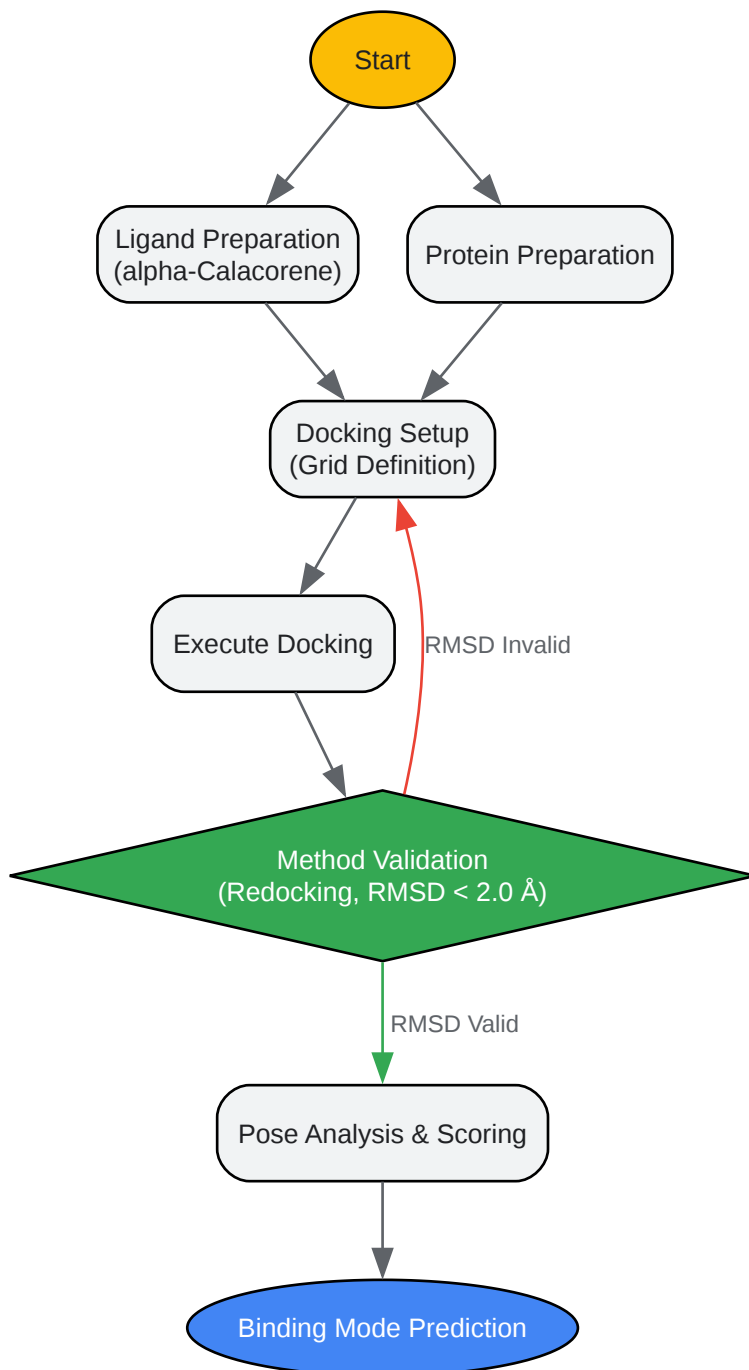 Start
Ligand Preparation
(alpha-Calacorene)
Protein Preparation
Docking Setup
(Grid Definition)
Execute Docking
RMSD Invalid
Method Validation
(Redocking, RMSD < 2.0 Å)
RMSD Valid
Pose Analysis & Scoring
Binding Mode Prediction